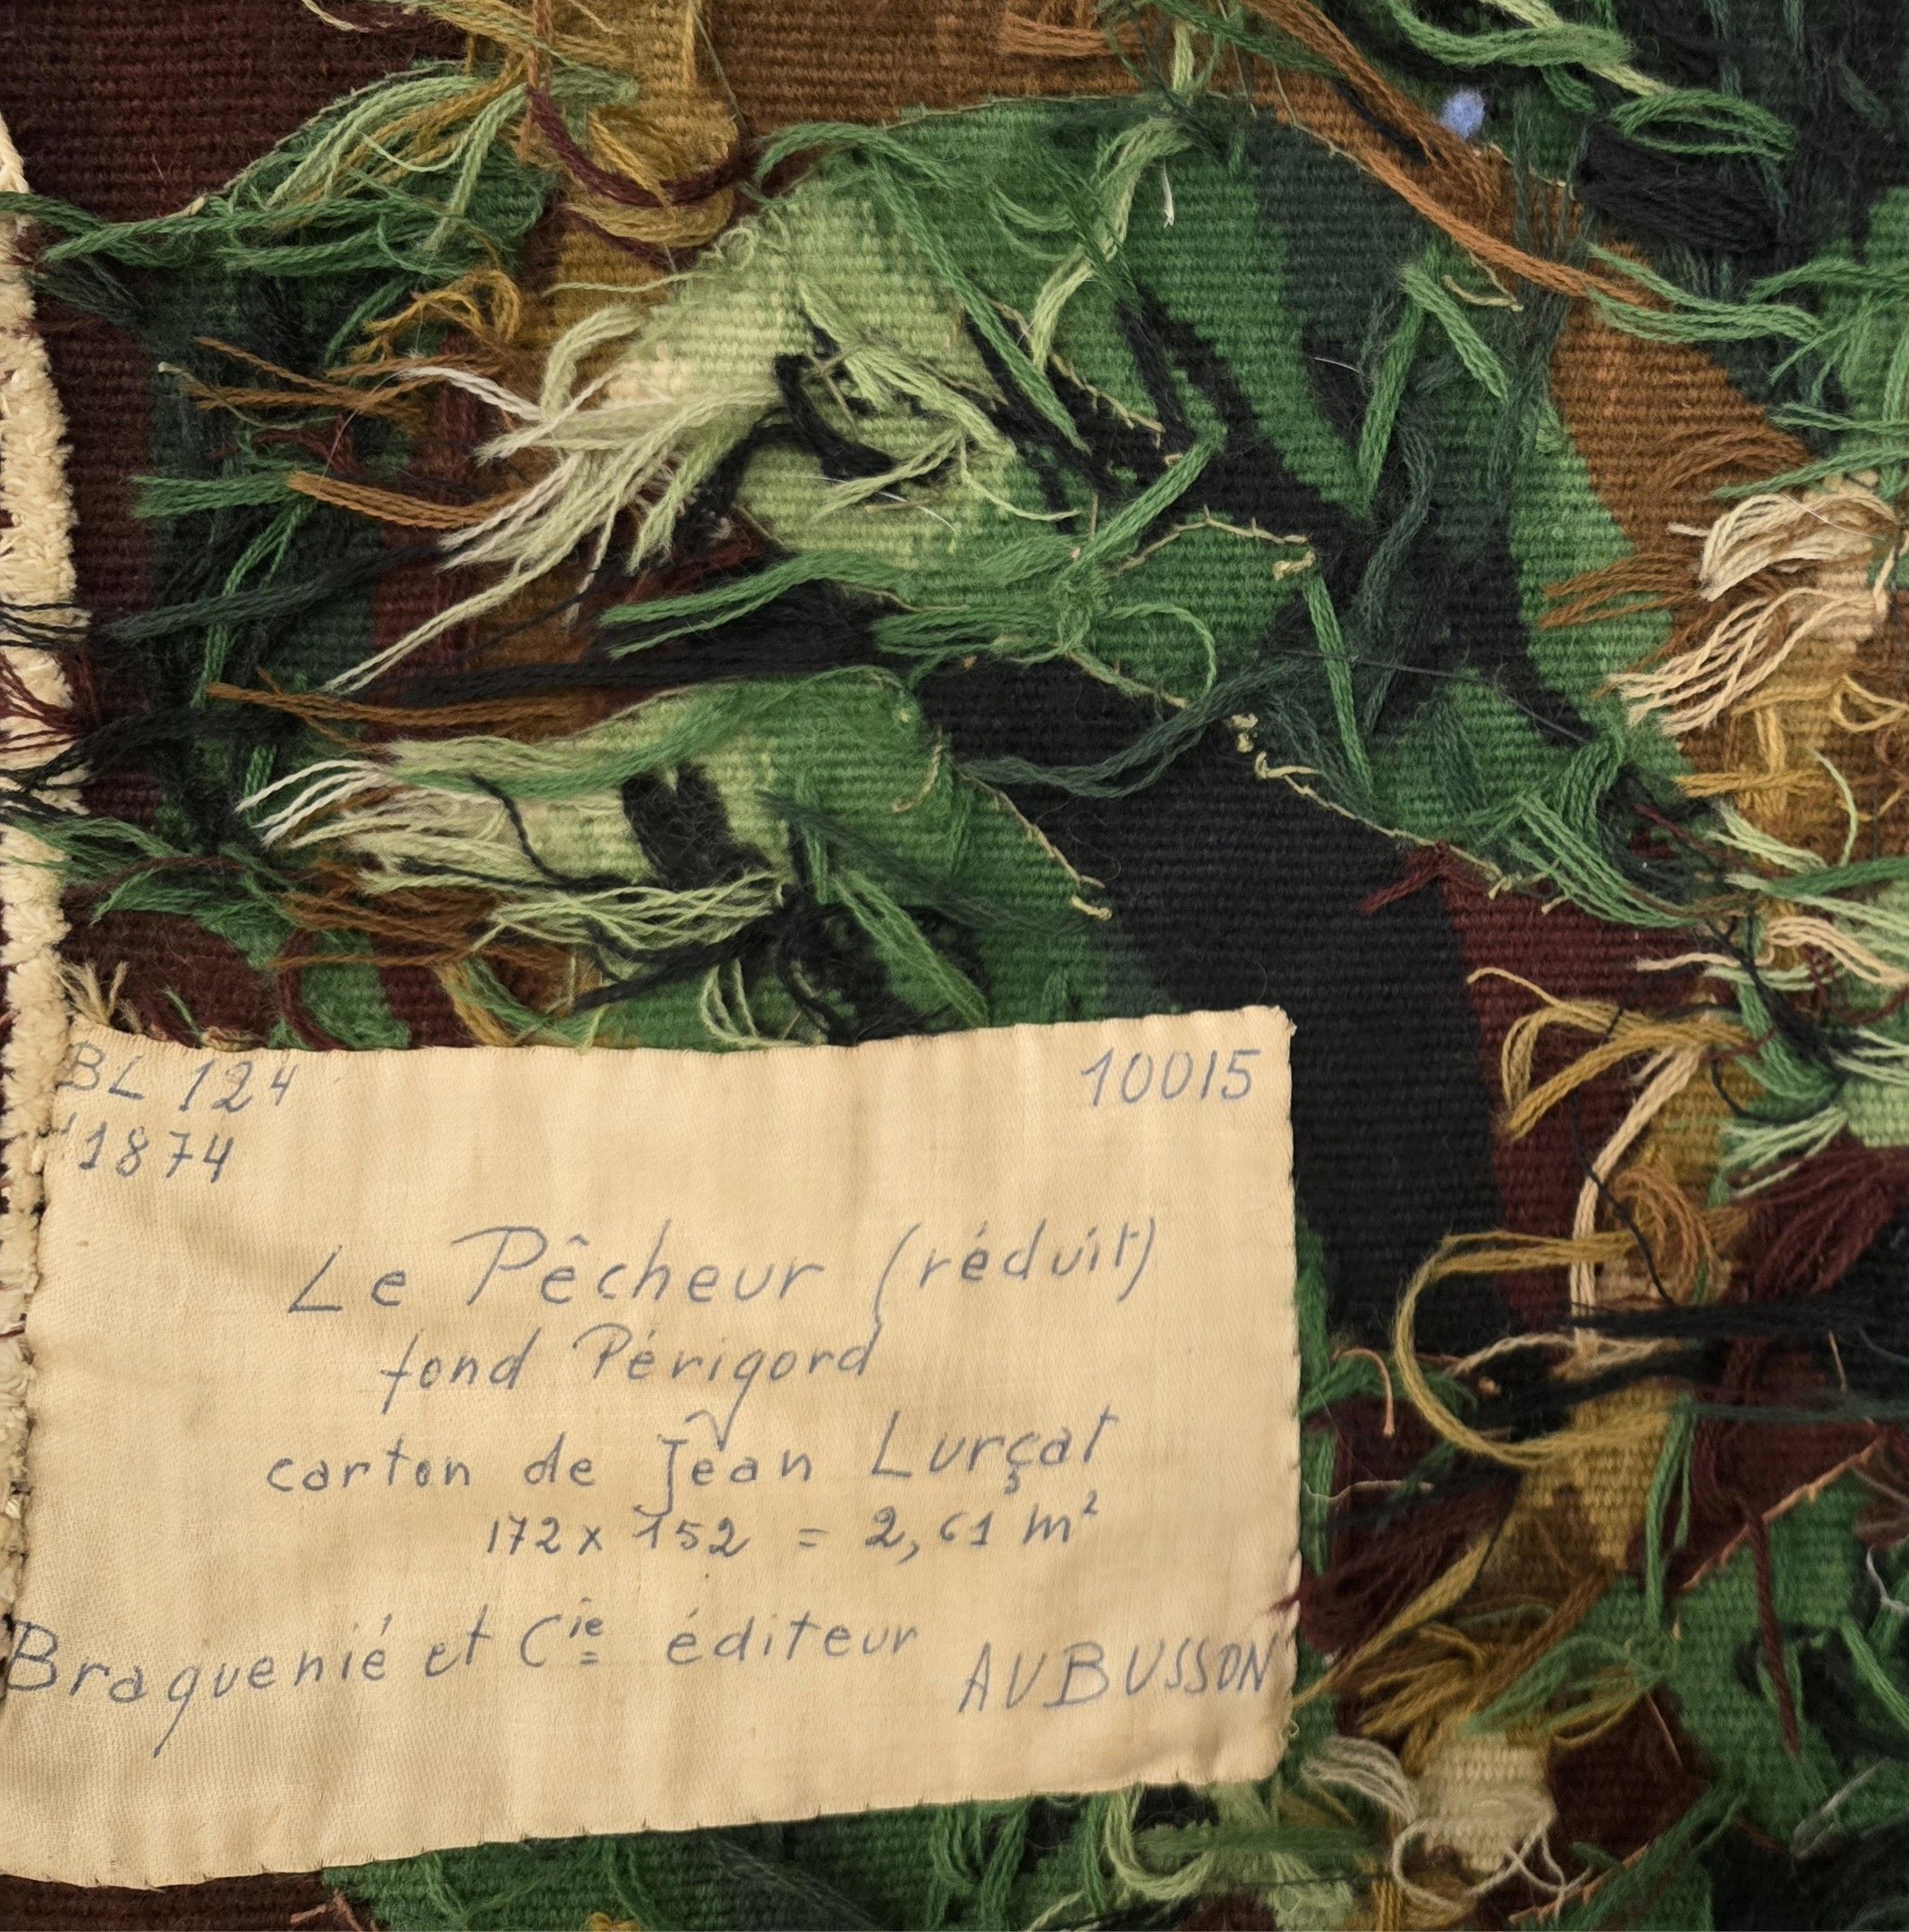 BL 124 10015
1874
Le Pêcheur (réduit)
fond Périgord
carton de Jean Lurçat
172 x 152 = 2,61 m²
Braquenié et Cie éditeur AUBUSSON